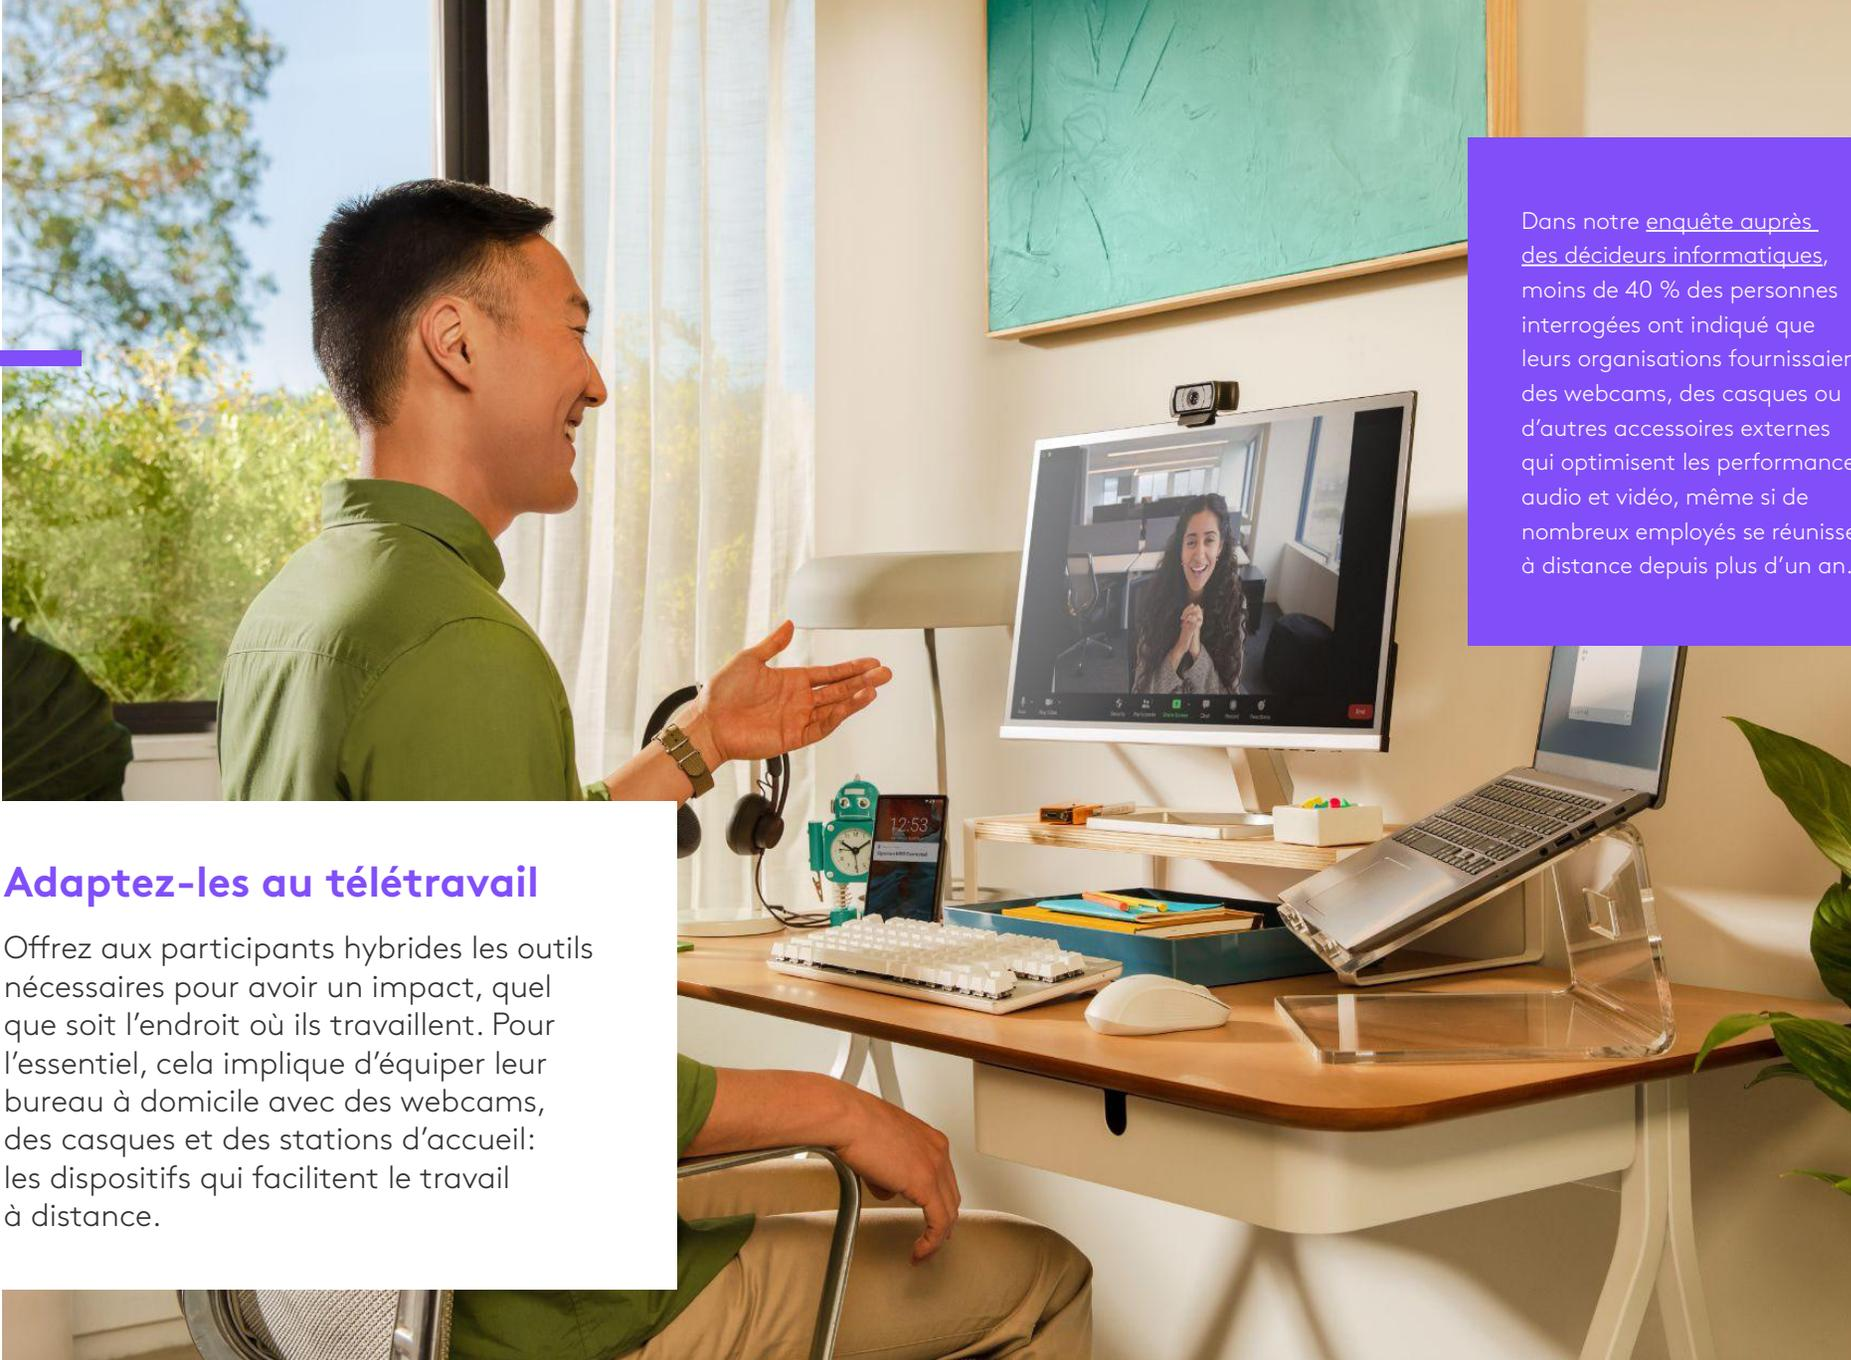 Dans notre enquête auprès
des décideurs informatiques,
moins de 40 % des personnes
interrogées ont indiqué que
leurs organisations fournissaien
des webcams, des casques ou
d’autres accessoires externes
qui optimisent les performance
audio et vidéo, même si de
nombreux employés se réunisse
à distance depuis plus d’un an.
12:53
Adaptez-les au télétravail
Offrez aux participants hybrides les outils
nécessaires pour avoir un impact, quel
que soit l’endroit où ils travaillent. Pour
l’essentiel, cela implique d’équiper leur
bureau à domicile avec des webcams,
des casques et des stations d’accueil:
les dispositifs qui facilitent le travail
à distance.